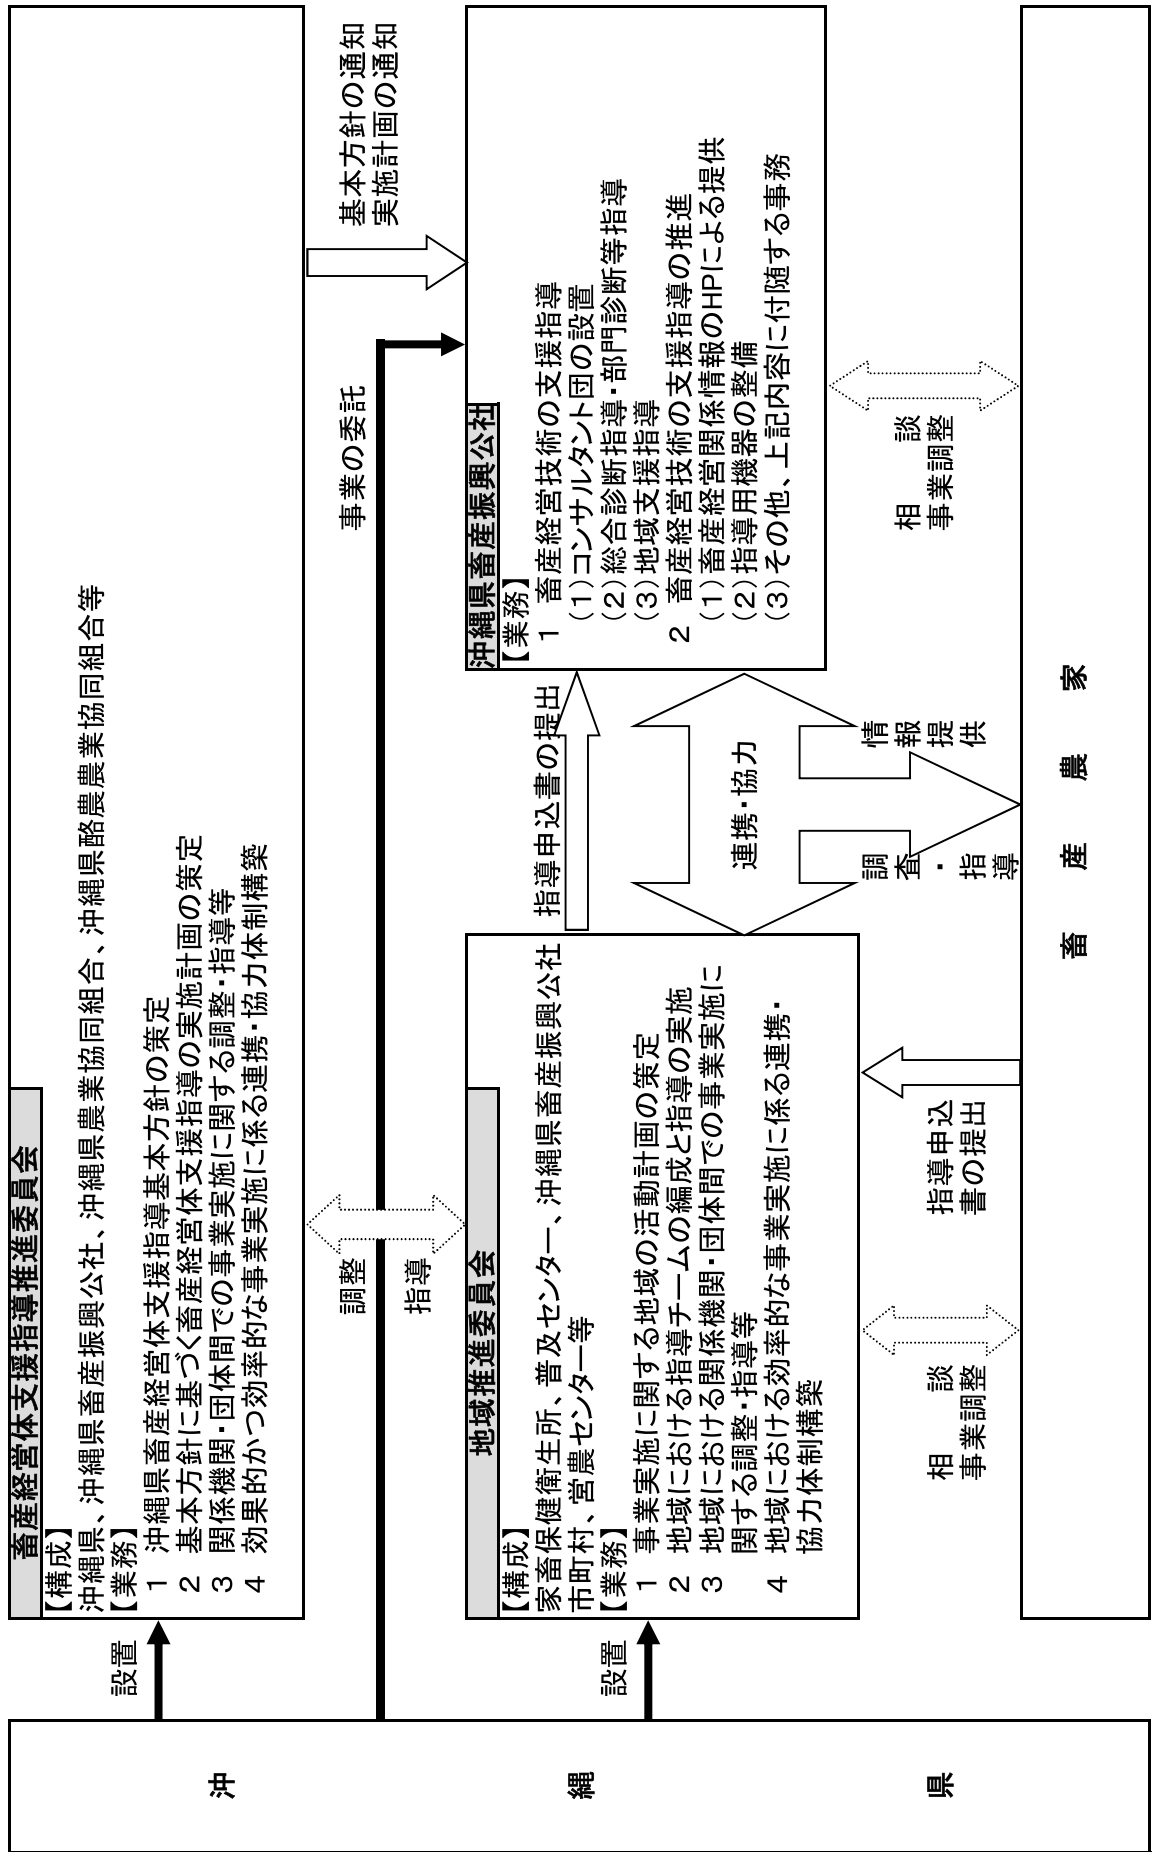 沖　縄　県
設置
設置
畜産経営体支援指導推進委員会
【構成】
沖縄県、沖縄県畜産振興公社、沖縄県農業協同組合、沖縄県酪農農業協同組合等
【業務】
1　沖縄県畜産経営体支援指導基本方針の策定
2　基本方針に基づく畜産経営体支援指導の実施計画の策定
3　関係機関・団体間での事業実施に関する調整・指導等
4　効果的かつ効率的な事業実施に係る連携・協力体制構築
調整
指導
事業の委託
基本方針の通知
実施計画の通知
地域推進委員会
【構成】
家畜保健衛生所、普及センター、沖縄県畜産振興公社
市町村、営農センター等
【業務】
1　事業実施に関する地域の活動計画の策定
2　地域における指導チームの編成と指導の実施
3　地域における関係機関・団体間での事業実施に
関する調整・指導等
4　地域における効率的な事業実施に係る連携・
協力体制構築
指導申込書の提出
連携・協力
沖縄県畜産振興公社
【業務】
1　畜産経営技術の支援指導
(1)コンサルタント団の設置
(2)総合診断指導・部門診断等指導
(3)地域支援指導
2　畜産経営技術の支援指導の推進
(1)畜産経営関係情報のHPによる提供
(2)指導用機器の整備
(3)その他、上記内容に付随する事務
相　　談
事業調整
指導申込
書の提出
調査・指導
情報提供
相　　談
事業調整
畜　産　農　家